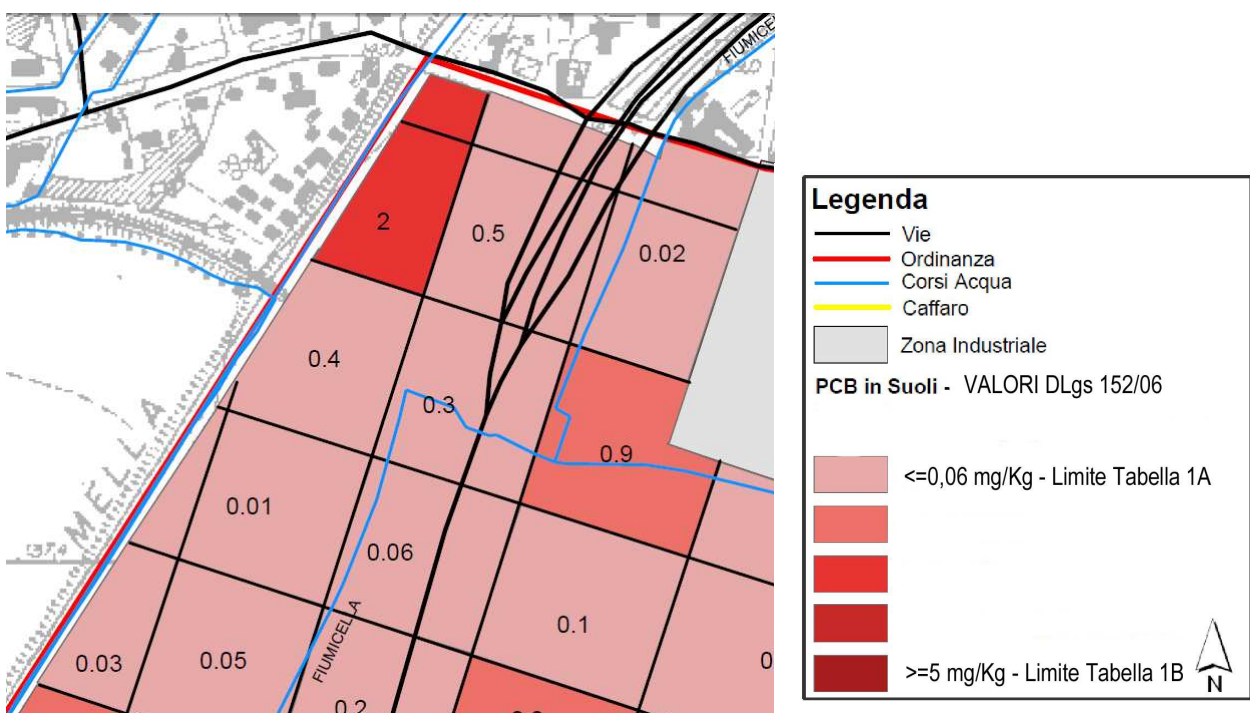 FIUMICE
2
0.5
0.02
0.4
0.3
0.9
0.01
MELLA
0.06
137.4
0.1
0.03
0.05
FIUMICELLA
0.2
Legenda
Vie
Ordinanza
Corsi Acqua
Caffaro
Zona Industriale
PCB in Suoli - VALORI DLgs 152/06
<=0,06 mg/Kg - Limite Tabella 1A
>=5 mg/Kg - Limite Tabella 1B
N